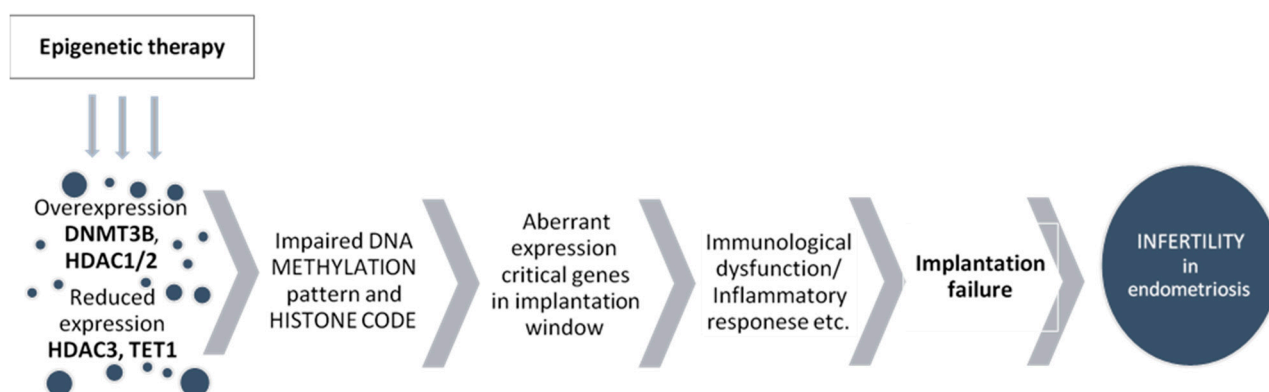 Epigenetic therapy
Overexpression
DNMT3B,
HDAC1/2
Reduced
expression
HDAC3, TET1
Impaired DNA
METHYLATION
pattern and
HISTONE CODE
Aberrant
expression
critical genes
in implantation
window
Immunological
dysfunction/
Inflammatory
responese etc.
Implantation
failure
INFERTILITY
in
endometriosis